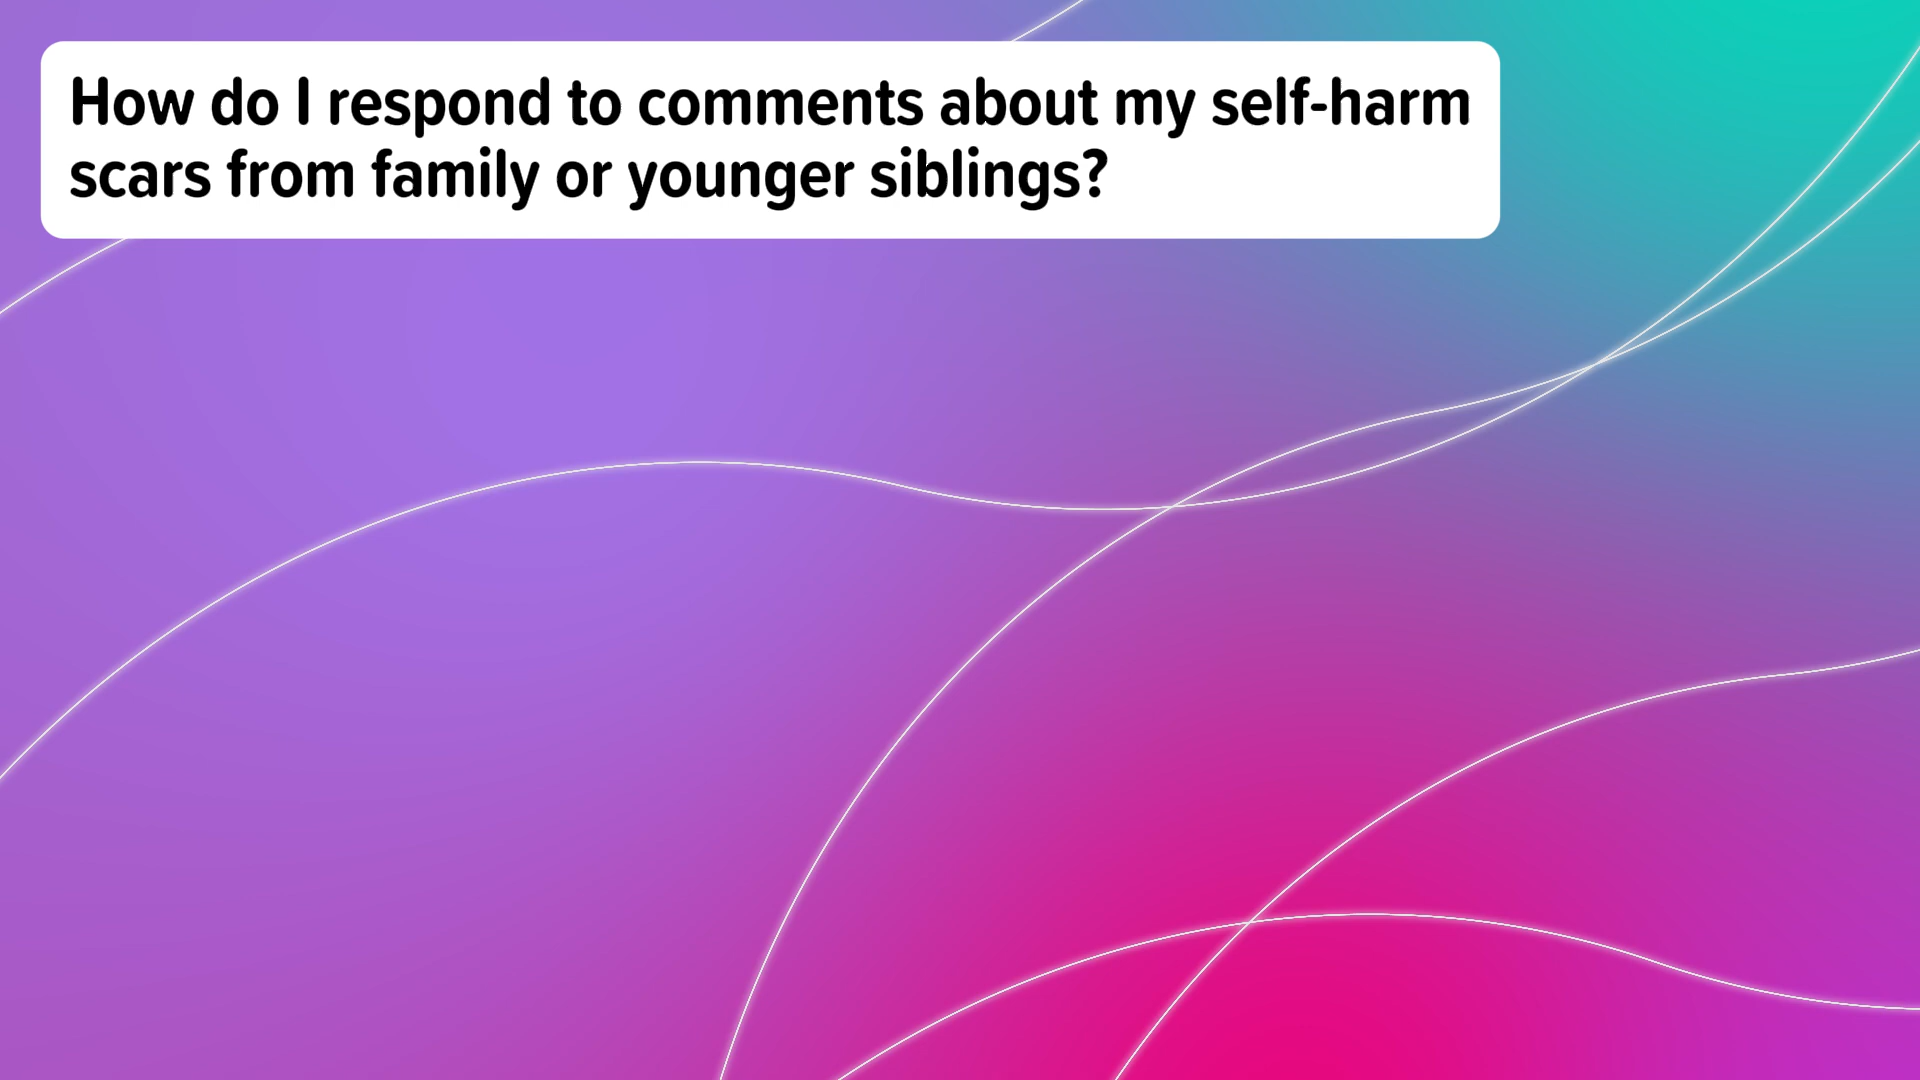 How do I respond to comments about my self-harm
scars from family or younger siblings?